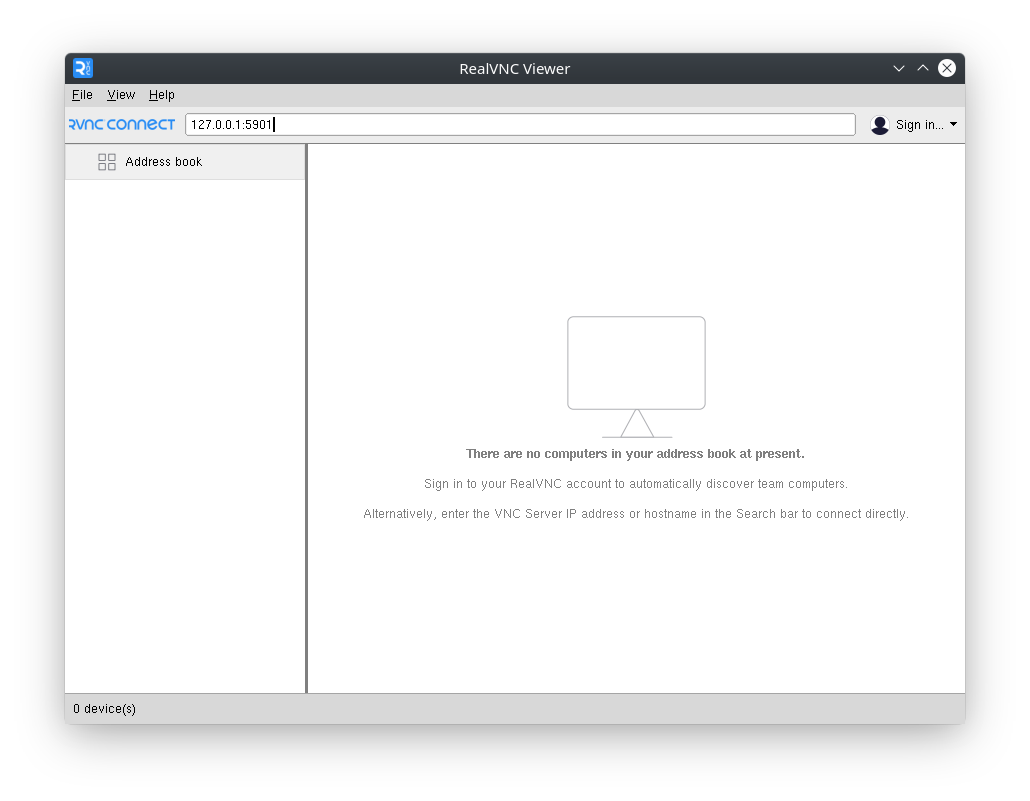 RealVNC Viewer
File View Help
RVNC CONNECT 127.0.0.1:5901 Sign in...
Address book
There are no computers in your address book at present.
Sign in to your RealVNC account to automatically discover team computers.
Alternatively, enter the VNC Server IP address or hostname in the Search bar to connect directly.
0 device(s)